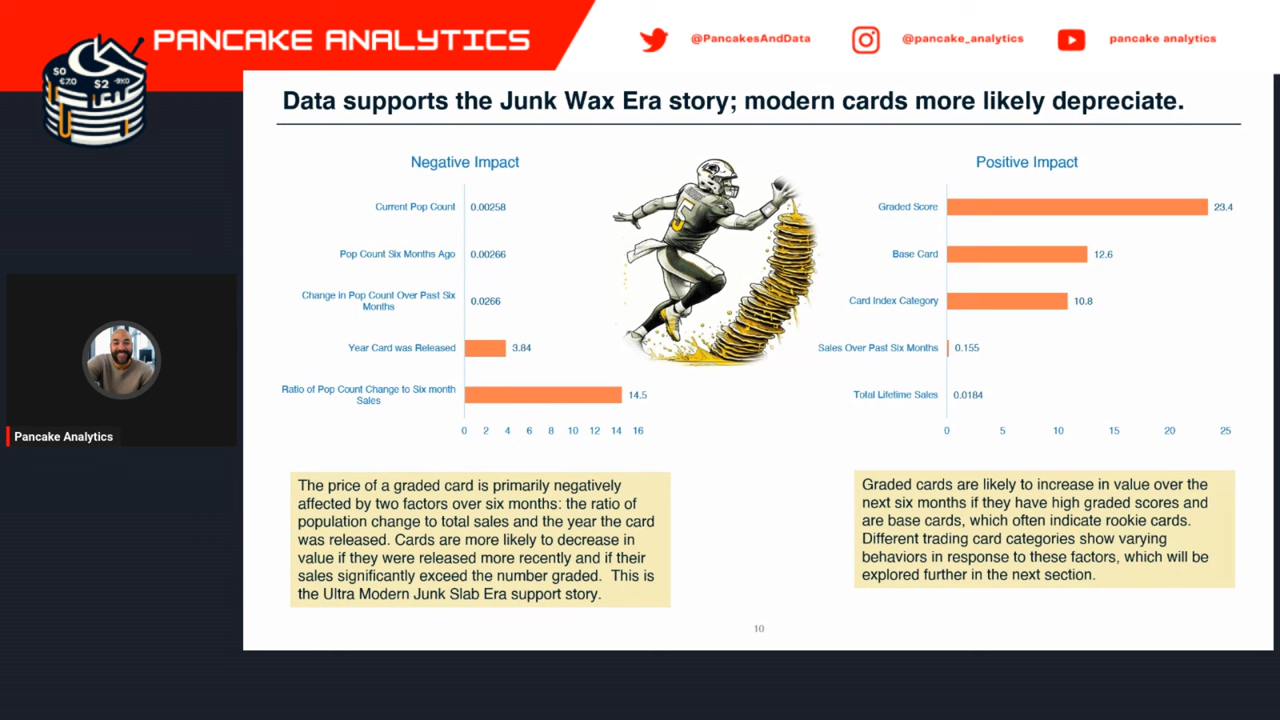 PANCAKE ANALYTICS
@PancakesAndData
@pancake_analytics
pancake analytics
$0
$2
Data supports the Junk Wax Era story; modern cards more likely depreciate.
Negative Impact
Current Pop Count 0.00258
Pop Count Six Months Ago 0.00266
Change in Pop Count Over Past Six
Months 0.0266
Year Card was Released 3.84
Ratio of Pop Count Change to Six month
Sales 14.5
0 2 4 6 8 10 12 14 16
5
Positive Impact
Graded Score 23.4
Base Card 12.6
Card Index Category 10.8
Sales Over Past Six Months 0.155
Total Lifetime Sales 0.0184
0 5 10 15 20 25
Pancake Analytics
The price of a graded card is primarily negatively
affected by two factors over six months: the ratio of
population change to total sales and the year the card
was released. Cards are more likely to decrease in
value if they were released more recently and if their
sales significantly exceed the number graded. This is
the Ultra Modern Junk Slab Era support story.
Graded cards are likely to increase in value over the
next six months if they have high graded scores and
are base cards, which often indicate rookie cards.
Different trading card categories show varying
behaviors in response to these factors, which will be
explored further in the next section.
10